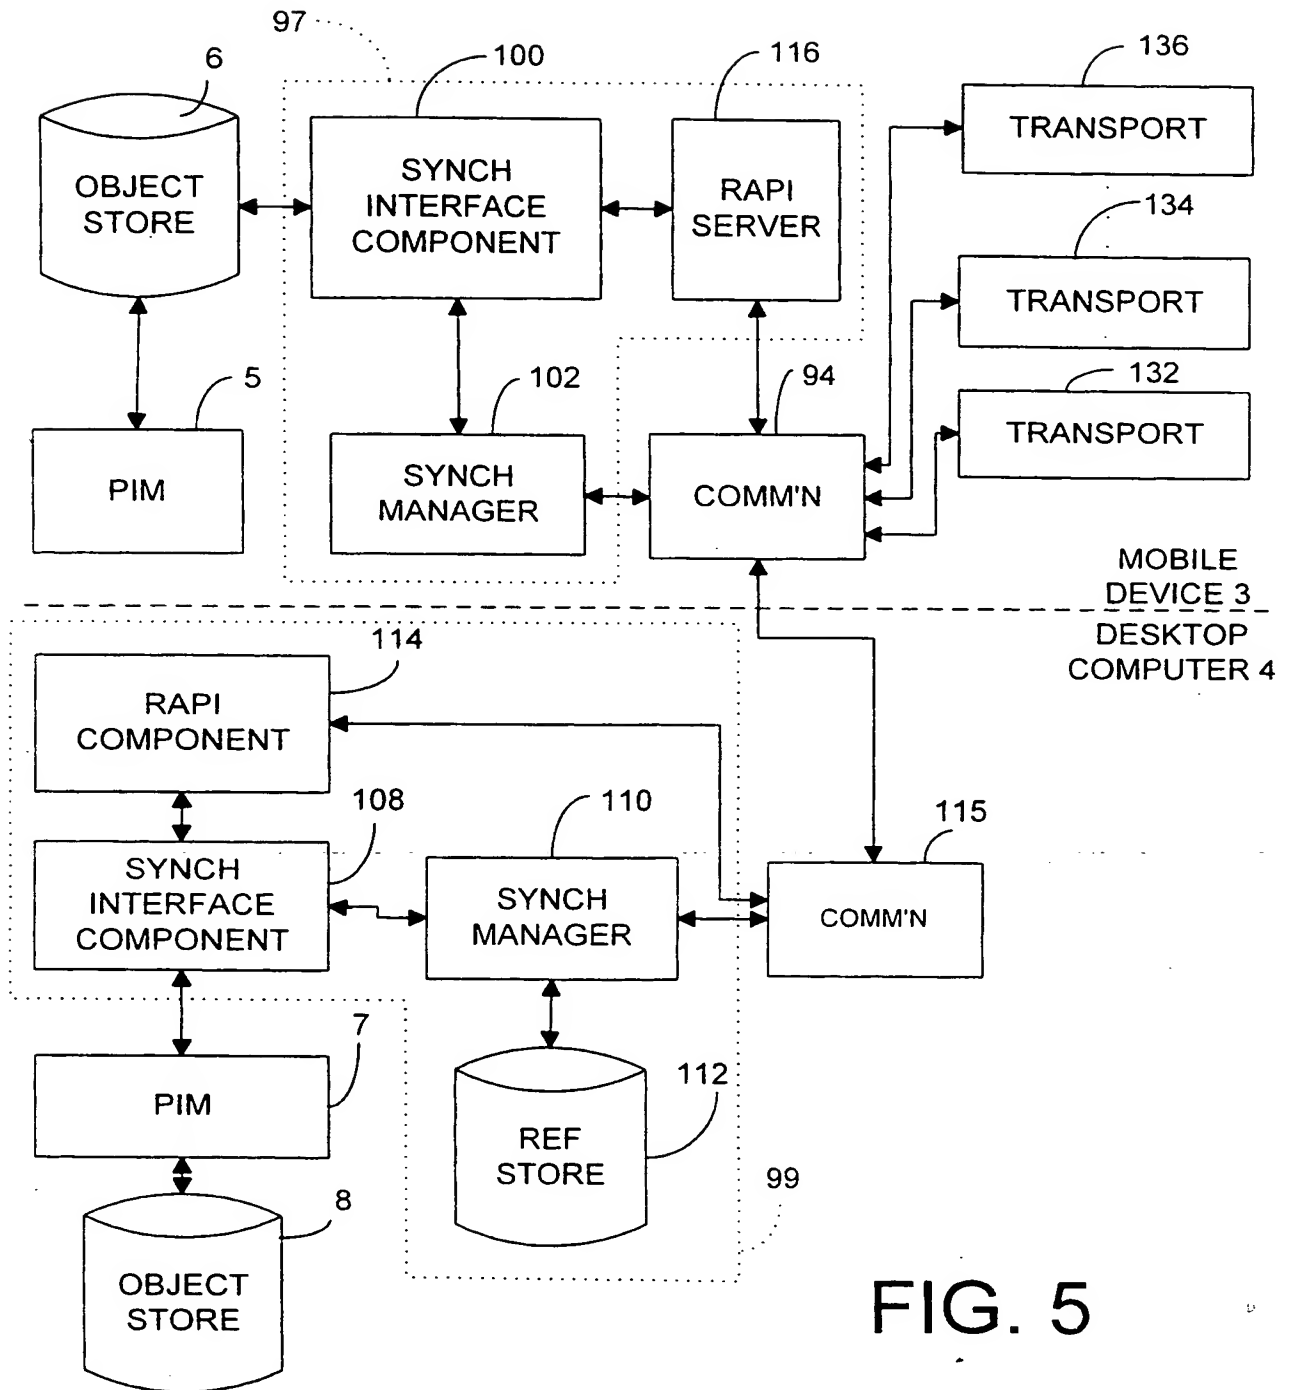 97
6
100
116
136
OBJECT
STORE
SYNCH
INTERFACE
COMPONENT
RAPI
SERVER
TRANSPORT
134
TRANSPORT
5
102
94
132
TRANSPORT
PIM
SYNCH
MANAGER
COMM'N
MOBILE
DEVICE 3
DESKTOP
COMPUTER 4
114
RAPI
COMPONENT
108
110
115
SYNCH
INTERFACE
COMPONENT
SYNCH
MANAGER
COMM'N
7
PIM
112
REF
STORE
99
8
OBJECT
STORE
FIG. 5